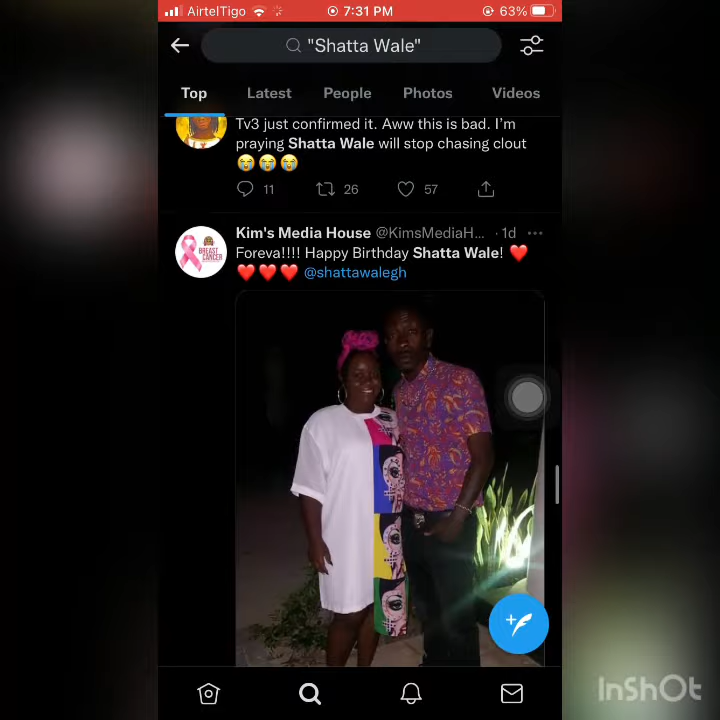 AirtelTigo 7:31 PM 63%
"Shatta Wale"
Top Latest People Photos Videos
Tv3 just confirmed it. Aww this is bad. I'm
praying Shatta Wale will stop chasing clout
😭😭😭
11 26 57
Kim's Media House @KimsMediaH... · 1d
Foreva!!!! Happy Birthday Shatta Wale! ❤️
❤️❤️❤️ @shattawalegh
BREAST
CANCER
InShOt